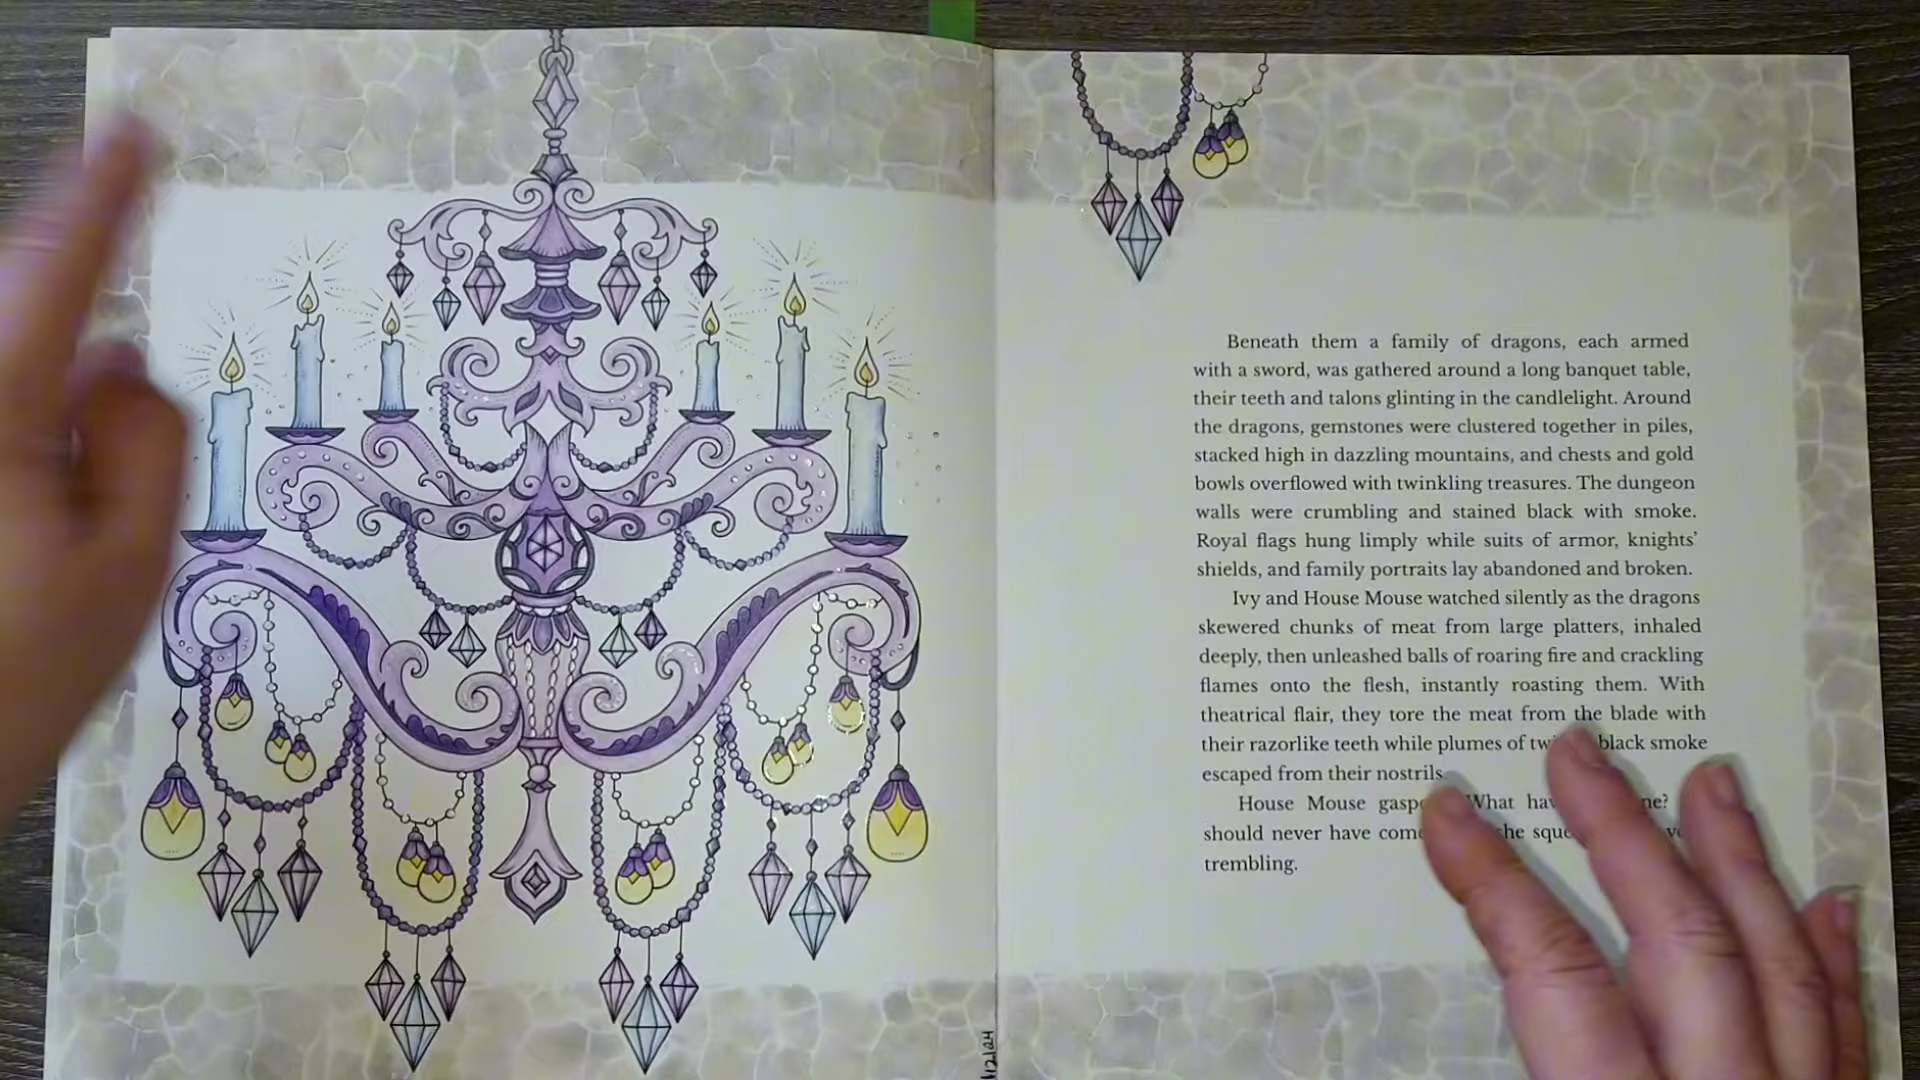 Beneath them a family of dragons, each armed
with a sword, was gathered around a long banquet table,
their teeth and talons glinting in the candlelight. Around
the dragons, gemstones were clustered together in piles,
stacked high in dazzling mountains, and chests and gold
bowls overflowed with twinkling treasures. The dungeon
walls were crumbling and stained black with smoke.
Royal flags hung limply while suits of armor, knights’
shields, and family portraits lay abandoned and broken.
Ivy and House Mouse watched silently as the dragons
skewered chunks of meat from large platters, inhaled
deeply, then unleashed balls of roaring fire and crackling
flames onto the flesh, instantly roasting them. With
theatrical flair, they tore the meat from the blade with
their razorlike teeth while plumes of black smoke
escaped from their nostrils.
House Mouse What
should never have
trembling.